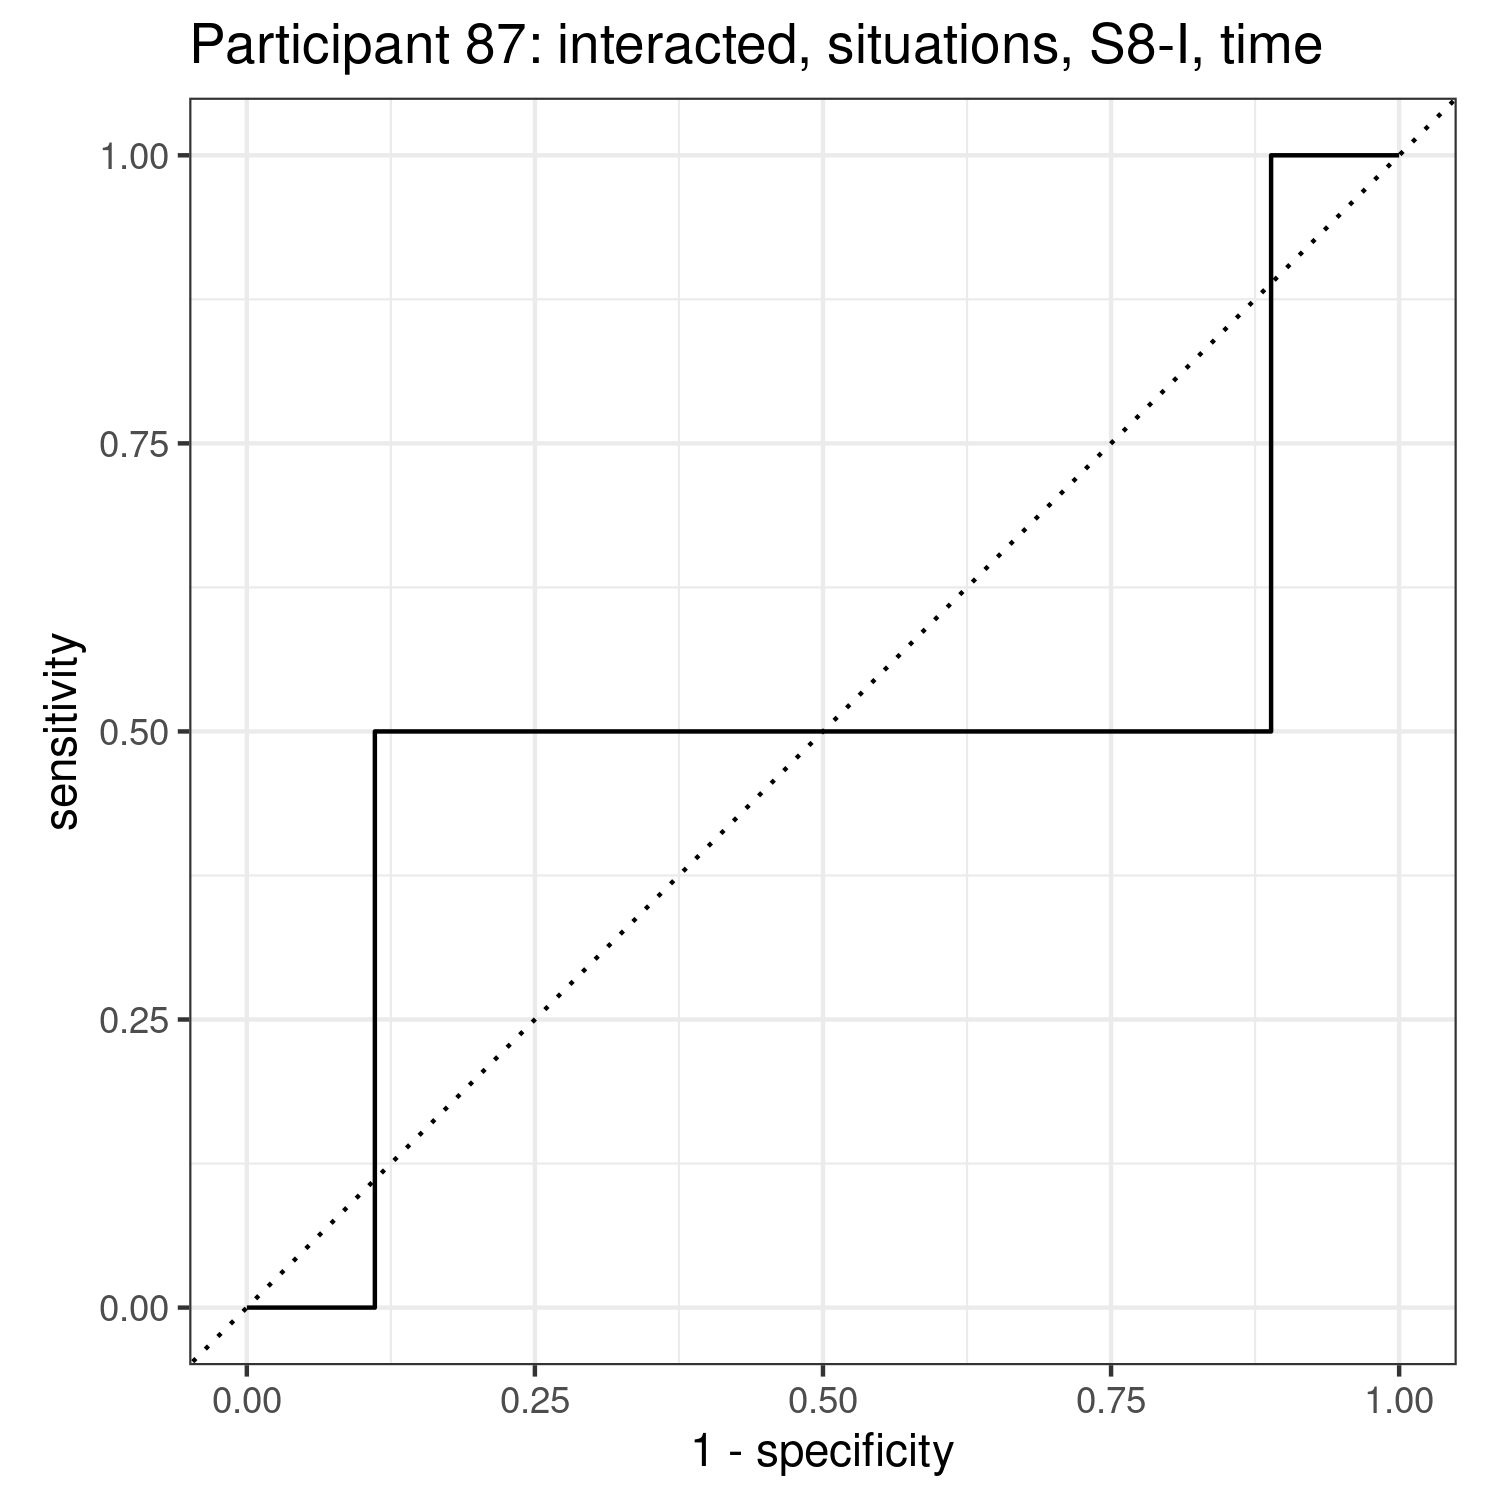 Participant 87: interacted, situations, S8-I, time
1.00
0.75
0.50
0.25
0.00
sensitivity
0.00 0.25 0.50 0.75 1.00
1 - specificity